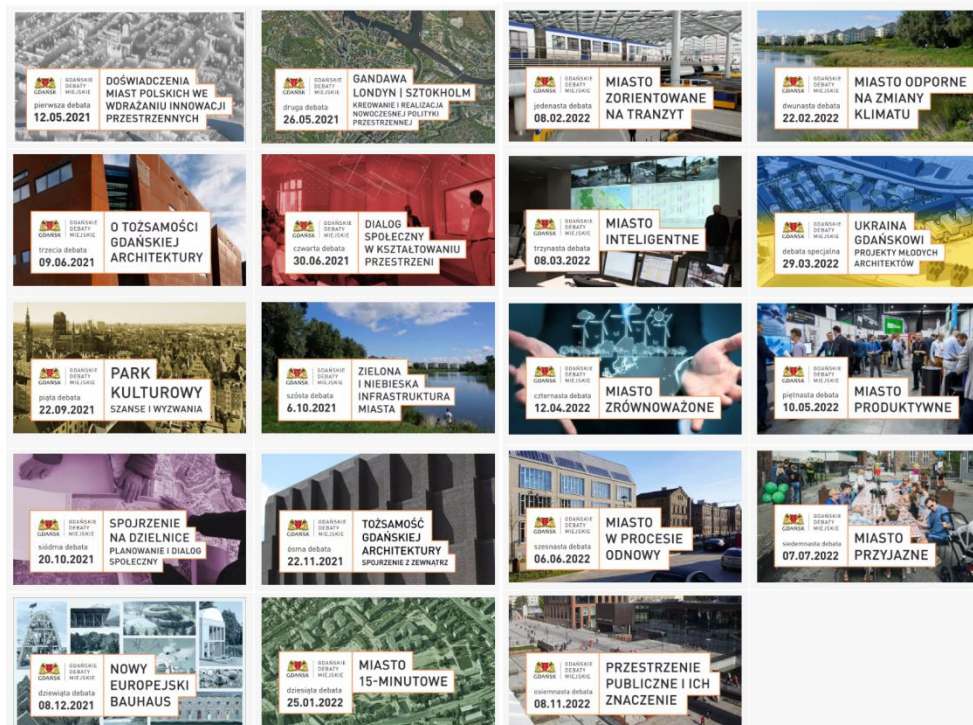 GDAŃSK
GDAŃSKIE
DEBATY
MIEJSKIE
pierwsza debata
12.05.2021
DOŚWIADCZENIA
MIAST POLSKICH WE
WDRAŻANIU INNOWACJI
PRZESTRZENNYCH
GDAŃSK
GDAŃSKIE
DEBATY
MIEJSKIE
druga debata
26.05.2021
GANDAWA
LONDYN | SZTOKHOLM
KREOWANIE I REALIZACJA
NOWOCZESNEJ POLITYKI
PRZESTRZENNEJ
GDAŃSK
GDAŃSKIE
DEBATY
MIEJSKIE
jedenasta debata
08.02.2022
MIASTO
ZORIENTOWANE
NA TRANZYT
GDAŃSK
GDAŃSKIE
DEBATY
MIEJSKIE
dwunasta debata
22.02.2022
MIASTO ODPORNE
NA ZMIANY
KLIMATU
GDAŃSK
GDAŃSKIE
DEBATY
MIEJSKIE
trzecia debata
09.06.2021
O TOŻSAMOŚCI
GDAŃSKIEJ
ARCHITEKTURY
GDAŃSK
GDAŃSKIE
DEBATY
MIEJSKIE
czwarta debata
30.06.2021
DIALOG
SPOŁECZNY
W KSZTAŁTOWANIU
PRZESTRZENI
GDAŃSK
GDAŃSKIE
DEBATY
MIEJSKIE
trzynasta debata
08.03.2022
MIASTO
INTELIGENTNE
GDAŃSK
GDAŃSKIE
DEBATY
MIEJSKIE
debata specjalna
29.03.2022
UKRAINA
GDAŃSKOWI
PROJEKTY MŁODYCH
ARCHITEKTÓW
GDAŃSK
GDAŃSKIE
DEBATY
MIEJSKIE
piąta debata
22.09.2021
PARK
KULTUROWY
SZANSE I WYZWANIA
GDAŃSK
GDAŃSKIE
DEBATY
MIEJSKIE
szósta debata
6.10.2021
ZIELONA
I NIEBIESKA
INFRASTRUKTURA
MIASTA
GDAŃSK
GDAŃSKIE
DEBATY
MIEJSKIE
czternasta debata
12.04.2022
MIASTO
ZRÓWNOWAŻONE
GDAŃSK
GDAŃSKIE
DEBATY
MIEJSKIE
piętnasta debata
10.05.2022
MIASTO
PRODUKTYWNE
GDAŃSK
GDAŃSKIE
DEBATY
MIEJSKIE
siódma debata
20.10.2021
SPOJRZENIE
NA DZIELNICE
PLANOWANIE I DIALOG
SPOŁECZNY
GDAŃSK
GDAŃSKIE
DEBATY
MIEJSKIE
ósma debata
22.11.2021
TOŻSAMOŚĆ
GDAŃSKIEJ
ARCHITEKTURY
SPOJRZENIE Z ZEWNĄTRZ
GDAŃSK
GDAŃSKIE
DEBATY
MIEJSKIE
szesnasta debata
06.06.2022
MIASTO
W PROCESIE
ODNOWY
GDAŃSK
GDAŃSKIE
DEBATY
MIEJSKIE
siedemnasta debata
07.07.2022
MIASTO
PRZYJAZNE
GDAŃSK
GDAŃSKIE
DEBATY
MIEJSKIE
dziewiąta debata
08.12.2021
NOWY
EUROPEJSKI
BAUHAUS
GDAŃSK
GDAŃSKIE
DEBATY
MIEJSKIE
dziesiąta debata
25.01.2022
MIASTO
15-MINUTOWE
GDAŃSK
GDAŃSKIE
DEBATY
MIEJSKIE
osiemnasta debata
08.11.2022
PRZESTRZENIE
PUBLICZNE I ICH
ZNACZENIE